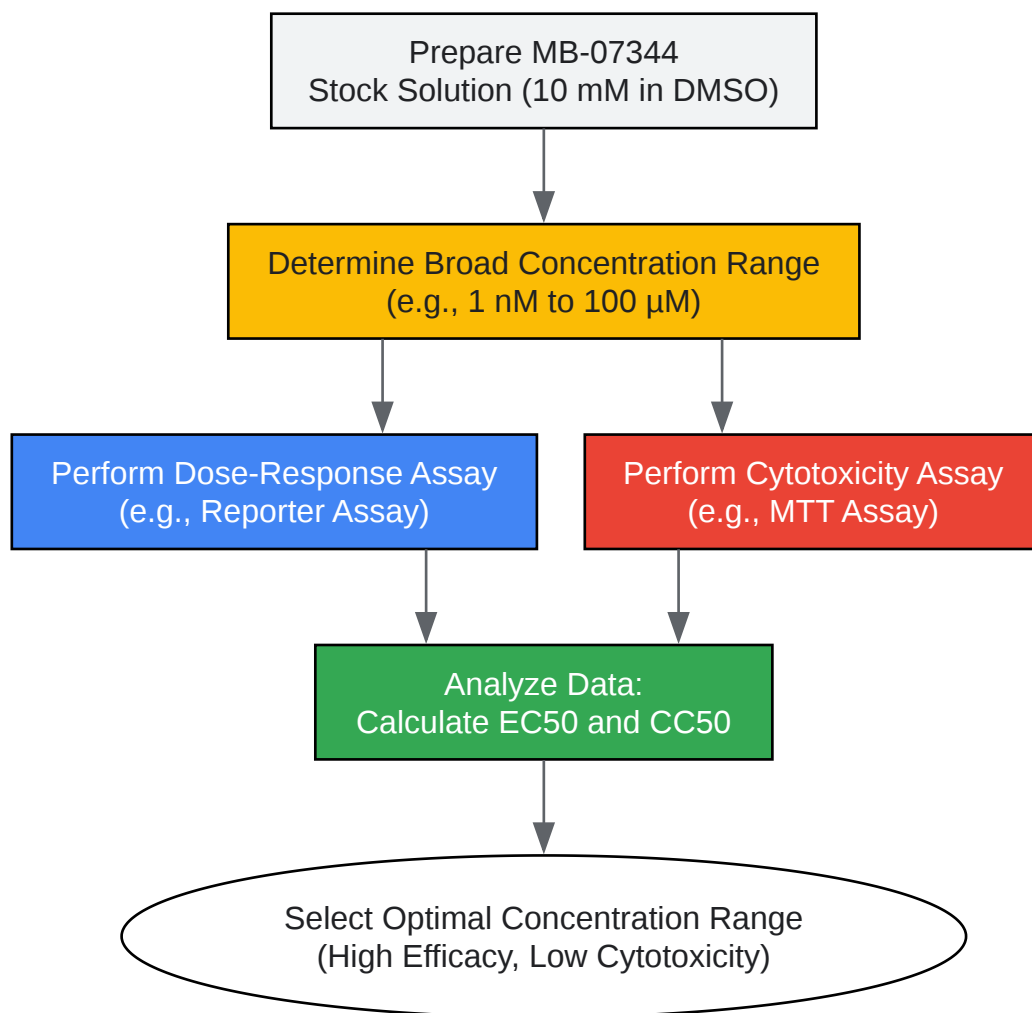 Prepare MB-07344
Stock Solution (10 mM in DMSO)
Determine Broad Concentration Range
(e.g., 1 nM to 100 µM)
Perform Dose-Response Assay
(e.g., Reporter Assay)
Perform Cytotoxicity Assay
(e.g., MTT Assay)
Analyze Data:
Calculate EC50 and CC50
Select Optimal Concentration Range
(High Efficacy, Low Cytotoxicity)